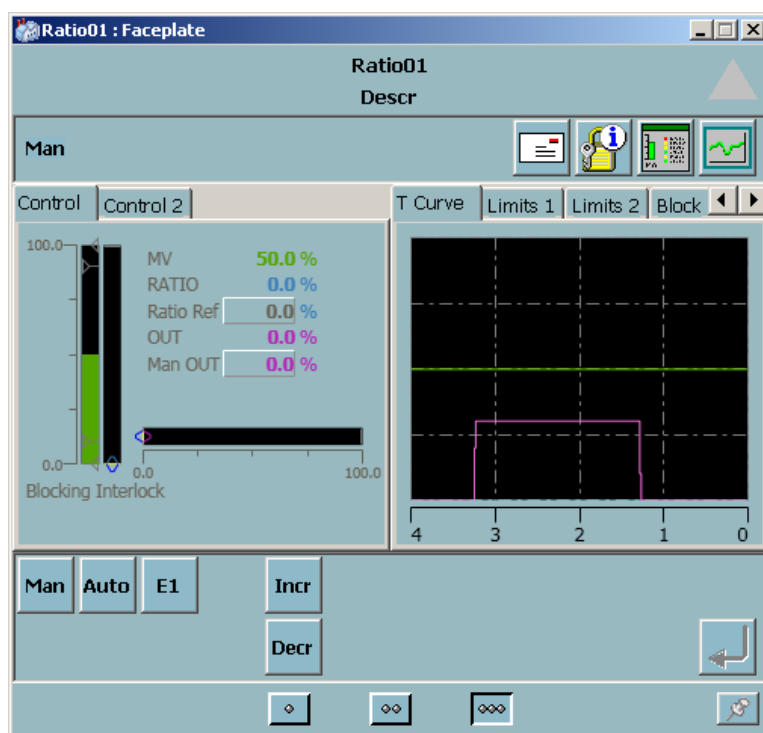 Ratio01 : Faceplate
Ratio01
Descr
Man
Control Control 2
T Curve Limits 1 Limits 2 Block
100.0
0.0
MV 50.0 %
RATIO 0.0 %
Ratio Ref 0.0 %
OUT 0.0 %
Man OUT 0.0 %
0.0 100.0
Blocking Interlock
4 3 2 1 0
Man Auto E1 Incr
Decr